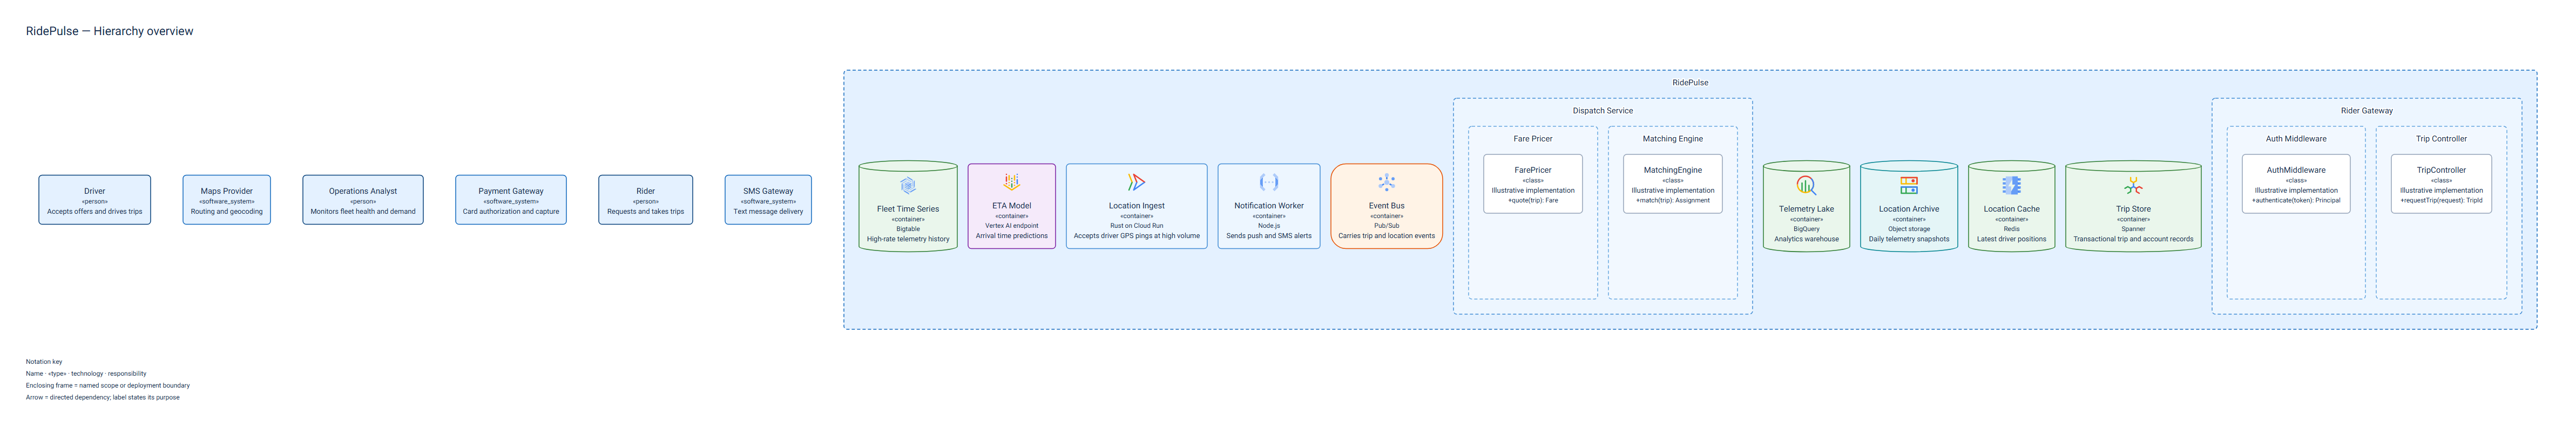 RidePulse — Hierarchy overview
RidePulse
Dispatch Service
Rider Gateway
Fare Pricer
Matching Engine
Auth Middleware
Trip Controller
Driver
«person»
Accepts offers and drives trips
Maps Provider
«software_system»
Routing and geocoding
Operations Analyst
«person»
Monitors fleet health and demand
Payment Gateway
«software_system»
Card authorization and capture
Rider
«person»
Requests and takes trips
SMS Gateway
«software_system»
Text message delivery
Fleet Time Series
«container»
Bigtable
High-rate telemetry history
ETA Model
«container»
Vertex AI endpoint
Arrival time predictions
Location Ingest
«container»
Rust on Cloud Run
Accepts driver GPS pings at high volume
Notification Worker
«container»
Node.js
Sends push and SMS alerts
Event Bus
«container»
Pub/Sub
Carries trip and location events
FarePricer
«class»
Illustrative implementation
+quote(trip): Fare
MatchingEngine
«class»
Illustrative implementation
+match(trip): Assignment
Telemetry Lake
«container»
BigQuery
Analytics warehouse
Location Archive
«container»
Object storage
Daily telemetry snapshots
Location Cache
«container»
Redis
Latest driver positions
Trip Store
«container»
Spanner
Transactional trip and account records
AuthMiddleware
«class»
Illustrative implementation
+authenticate(token): Principal
TripController
«class»
Illustrative implementation
+requestTrip(request): TripId
Notation key
Name · «type» · technology · responsibility
Enclosing frame = named scope or deployment boundary
Arrow = directed dependency; label states its purpose